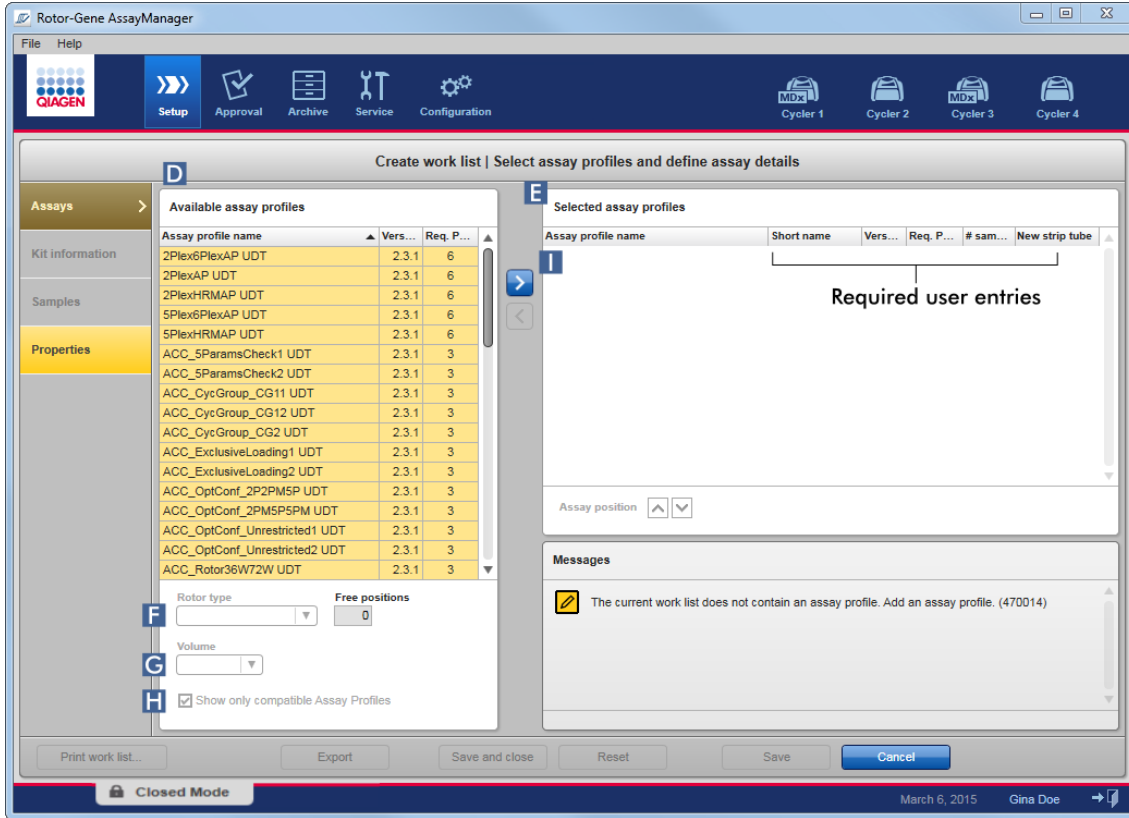 Rotor-Gene AssayManager
File Help
QIAGEN
Setup Approval Archive Service Configuration
MDx Cycler 1 Cycler 2 MDx Cycler 3 Cycler 4
Create work list | Select assay profiles and define assay details
D
E
Assays
Kit information
Samples
Properties
Available assay profiles
Assay profile name Vers... Req. P...
2Plex6PlexAP UDT 2.3.1 6
2PlexAP UDT 2.3.1 6
2PlexHRMAP UDT 2.3.1 6
5Plex6PlexAP UDT 2.3.1 6
5PlexHRMAP UDT 2.3.1 6
ACC_5ParamsCheck1 UDT 2.3.1 3
ACC_5ParamsCheck2 UDT 2.3.1 3
ACC_CycGroup_CG11 UDT 2.3.1 3
ACC_CycGroup_CG12 UDT 2.3.1 3
ACC_CycGroup_CG2 UDT 2.3.1 3
ACC_ExclusiveLoading1 UDT 2.3.1 3
ACC_ExclusiveLoading2 UDT 2.3.1 3
ACC_OptConf_2P2PM5P UDT 2.3.1 3
ACC_OptConf_2PM5P5PM UDT 2.3.1 3
ACC_OptConf_Unrestricted1 UDT 2.3.1 3
ACC_OptConf_Unrestricted2 UDT 2.3.1 3
ACC_Rotor36W72W UDT 2.3.1 3
Rotor type Free positions
F 0
Volume
G
H Show only compatible Assay Profiles
Selected assay profiles
Assay profile name Short name Vers... Req. P... # sam... New strip tube
I
Required user entries
Assay position
Messages
The current work list does not contain an assay profile. Add an assay profile. (470014)
Print work list... Export Save and close Reset Save Cancel
Closed Mode
March 6, 2015 Gina Doe